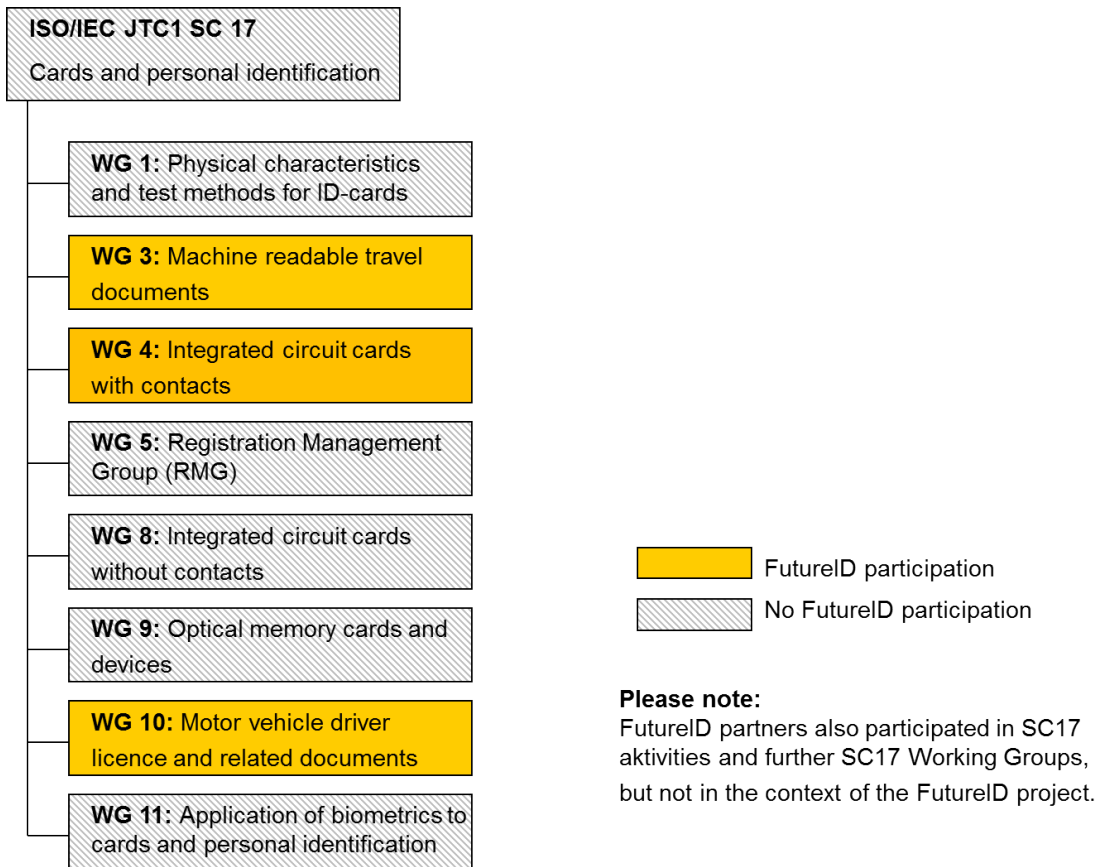 ISO/IEC JTC1 SC 17
Cards and personal identification
WG 1: Physical characteristics
and test methods for ID-cards
WG 3: Machine readable travel
documents
WG 4: Integrated circuit cards
with contacts
WG 5: Registration Management
Group (RMG)
WG 8: Integrated circuit cards
without contacts
WG 9: Optical memory cards and
devices
WG 10: Motor vehicle driver
licence and related documents
WG 11: Application of biometrics to
cards and personal identification
FutureID participation
No FutureID participation
Please note:
FutureID partners also participated in SC17
aktivities and further SC17 Working Groups,
but not in the context of the FutureID project.